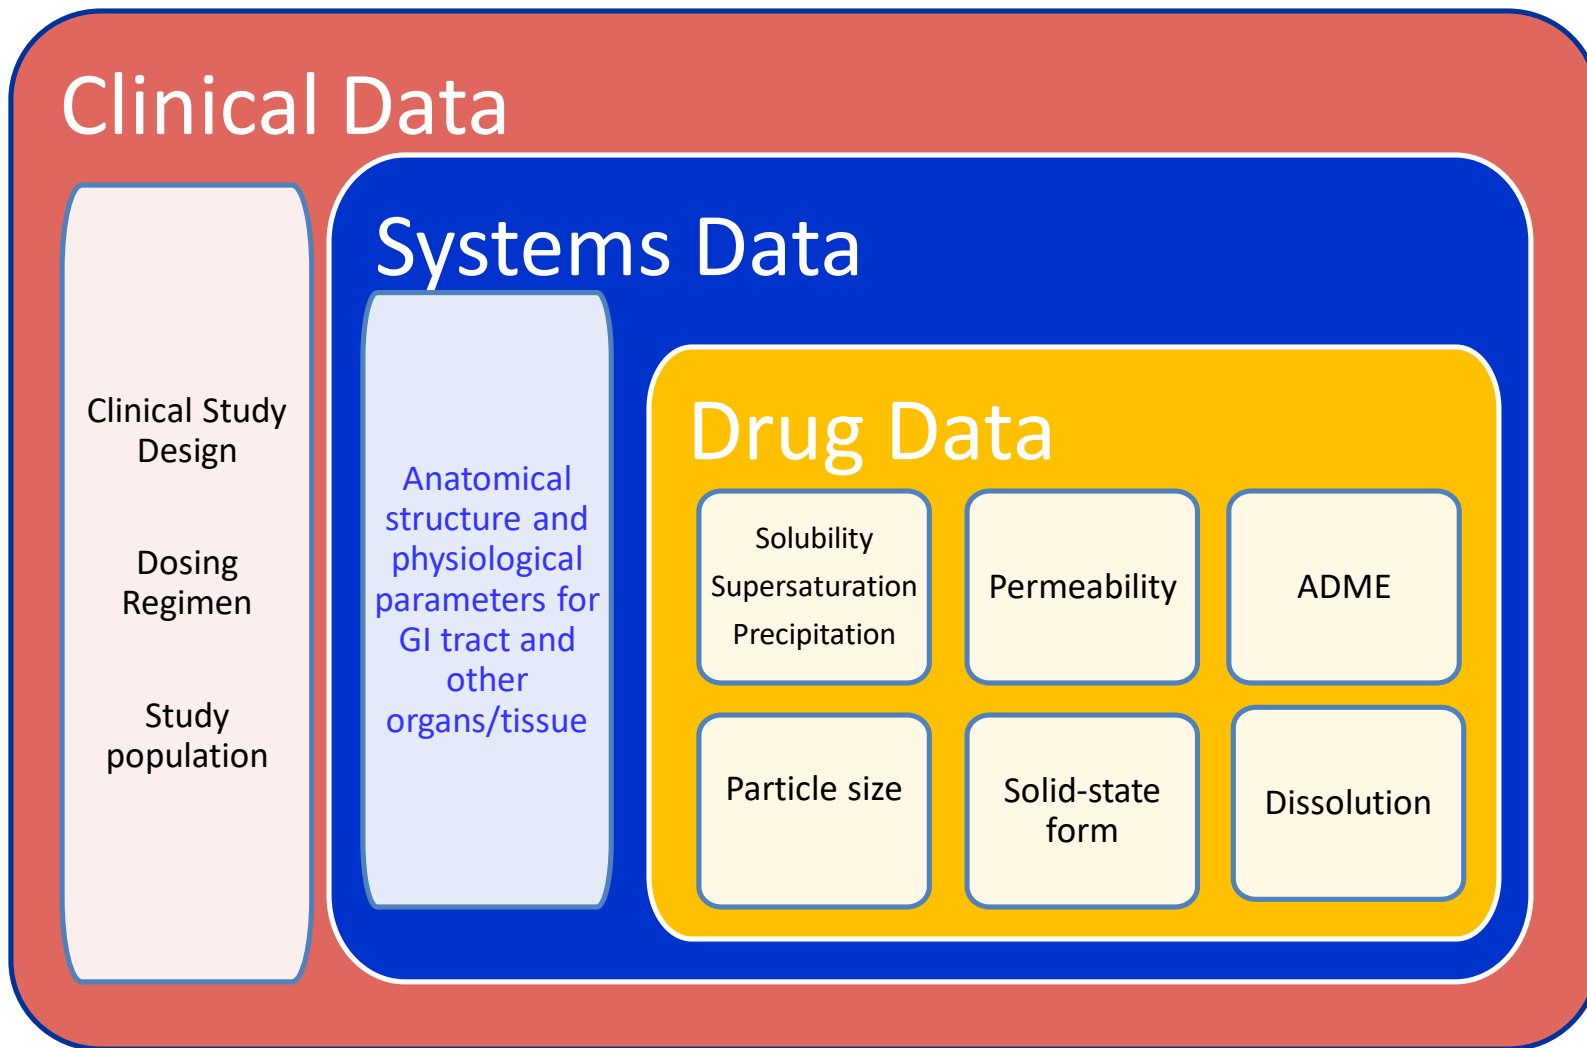 Clinical Data
Clinical Study
Design
Dosing
Regimen
Study
population
Systems Data
Anatomical
structure and
physiological
parameters for
GI tract and
other
organs/tissue
Drug Data
Solubility
Supersaturation
Precipitation
Permeability
ADME
Particle size
Solid-state
form
Dissolution